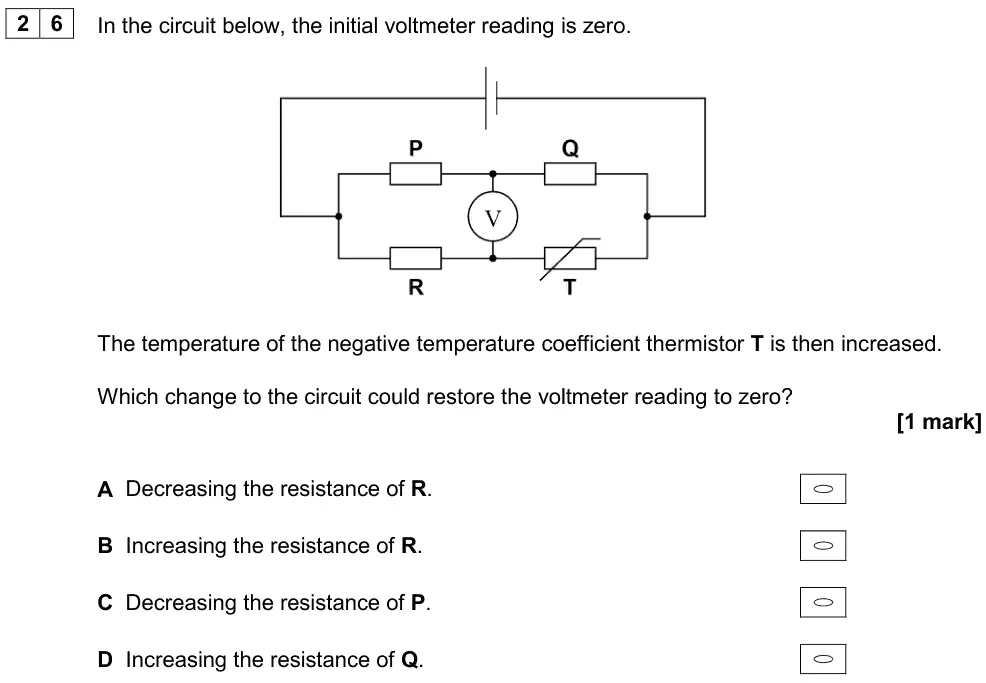 2 6 In the circuit below, the initial voltmeter reading is zero.
P Q
V
R T
The temperature of the negative temperature coefficient thermistor T is then increased.
Which change to the circuit could restore the voltmeter reading to zero?
[1 mark]
A Decreasing the resistance of R.
B Increasing the resistance of R.
C Decreasing the resistance of P.
D Increasing the resistance of Q.